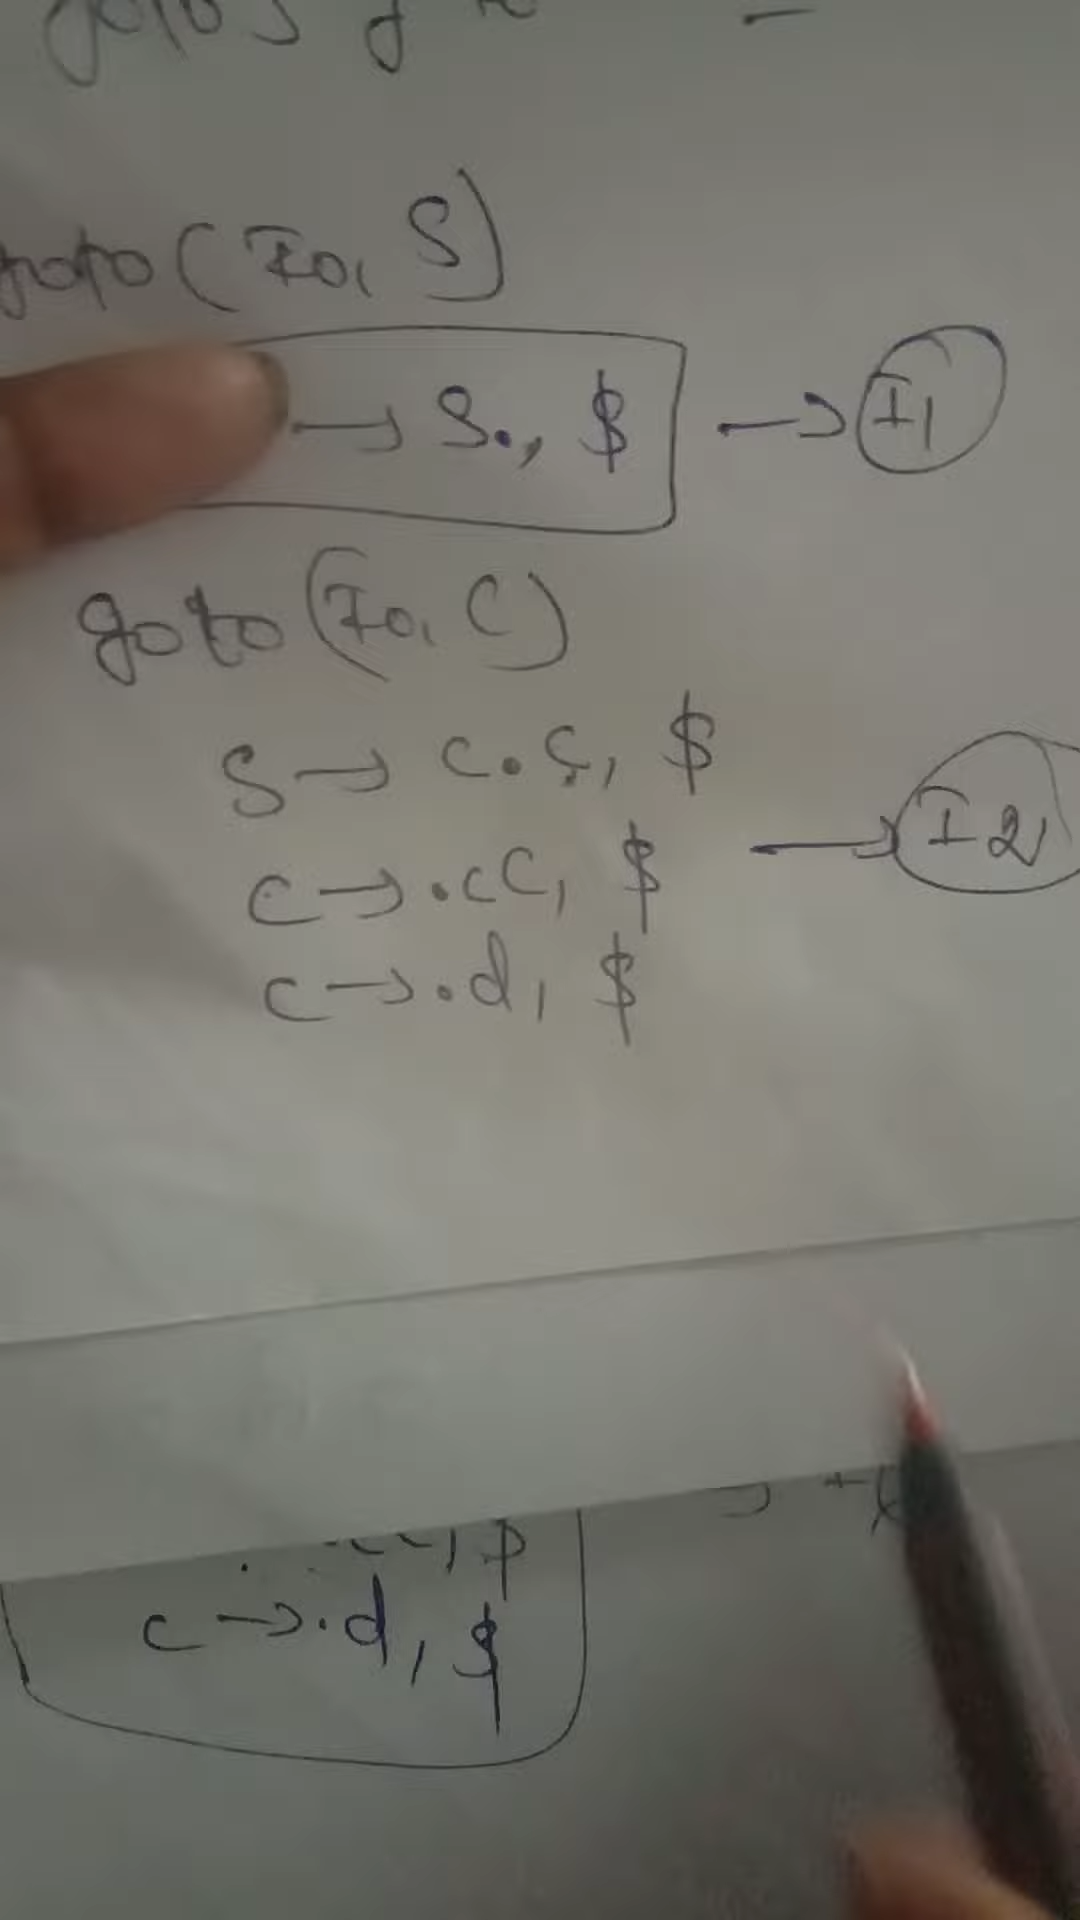 goto (I0, S)
→ S., $ → I1
goto (I0, C)
S → C.C, $
C → .cC, $ → I2
C → .d, $
C → .d, $